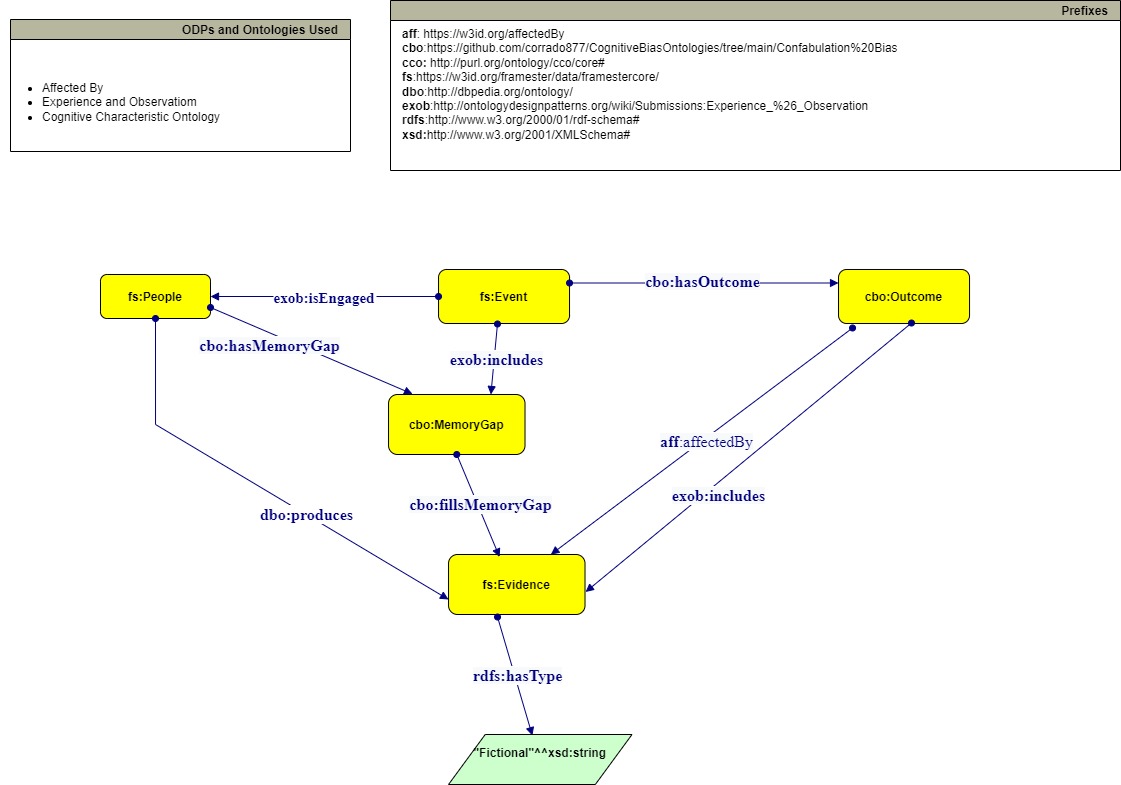 ODPs and Ontologies Used
Affected By
Experience and Observatiom
Cognitive Characteristic Ontology
Prefixes
aff: https://w3id.org/affectedBy
cbo:https://github.com/corrado877/CognitiveBiasOntologies/tree/main/Confabulation%20Bias
cco: http://purl.org/ontology/cco/core#
fs:https://w3id.org/framester/data/framestercore/
dbo:http://dbpedia.org/ontology/
exob:http://ontologydesignpatterns.org/wiki/Submissions:Experience_%26_Observation
rdfs:http://www.w3.org/2000/01/rdf-schema#
xsd:http://www.w3.org/2001/XMLSchema#
fs:People
exob:isEngaged
fs:Event
cbo:hasOutcome
cbo:Outcome
cbo:hasMemoryGap
exob:includes
cbo:MemoryGap
aff:affectedBy
exob:includes
cbo:fillsMemoryGap
dbo:produces
fs:Evidence
rdfs:hasType
"Fictional"^^xsd:string